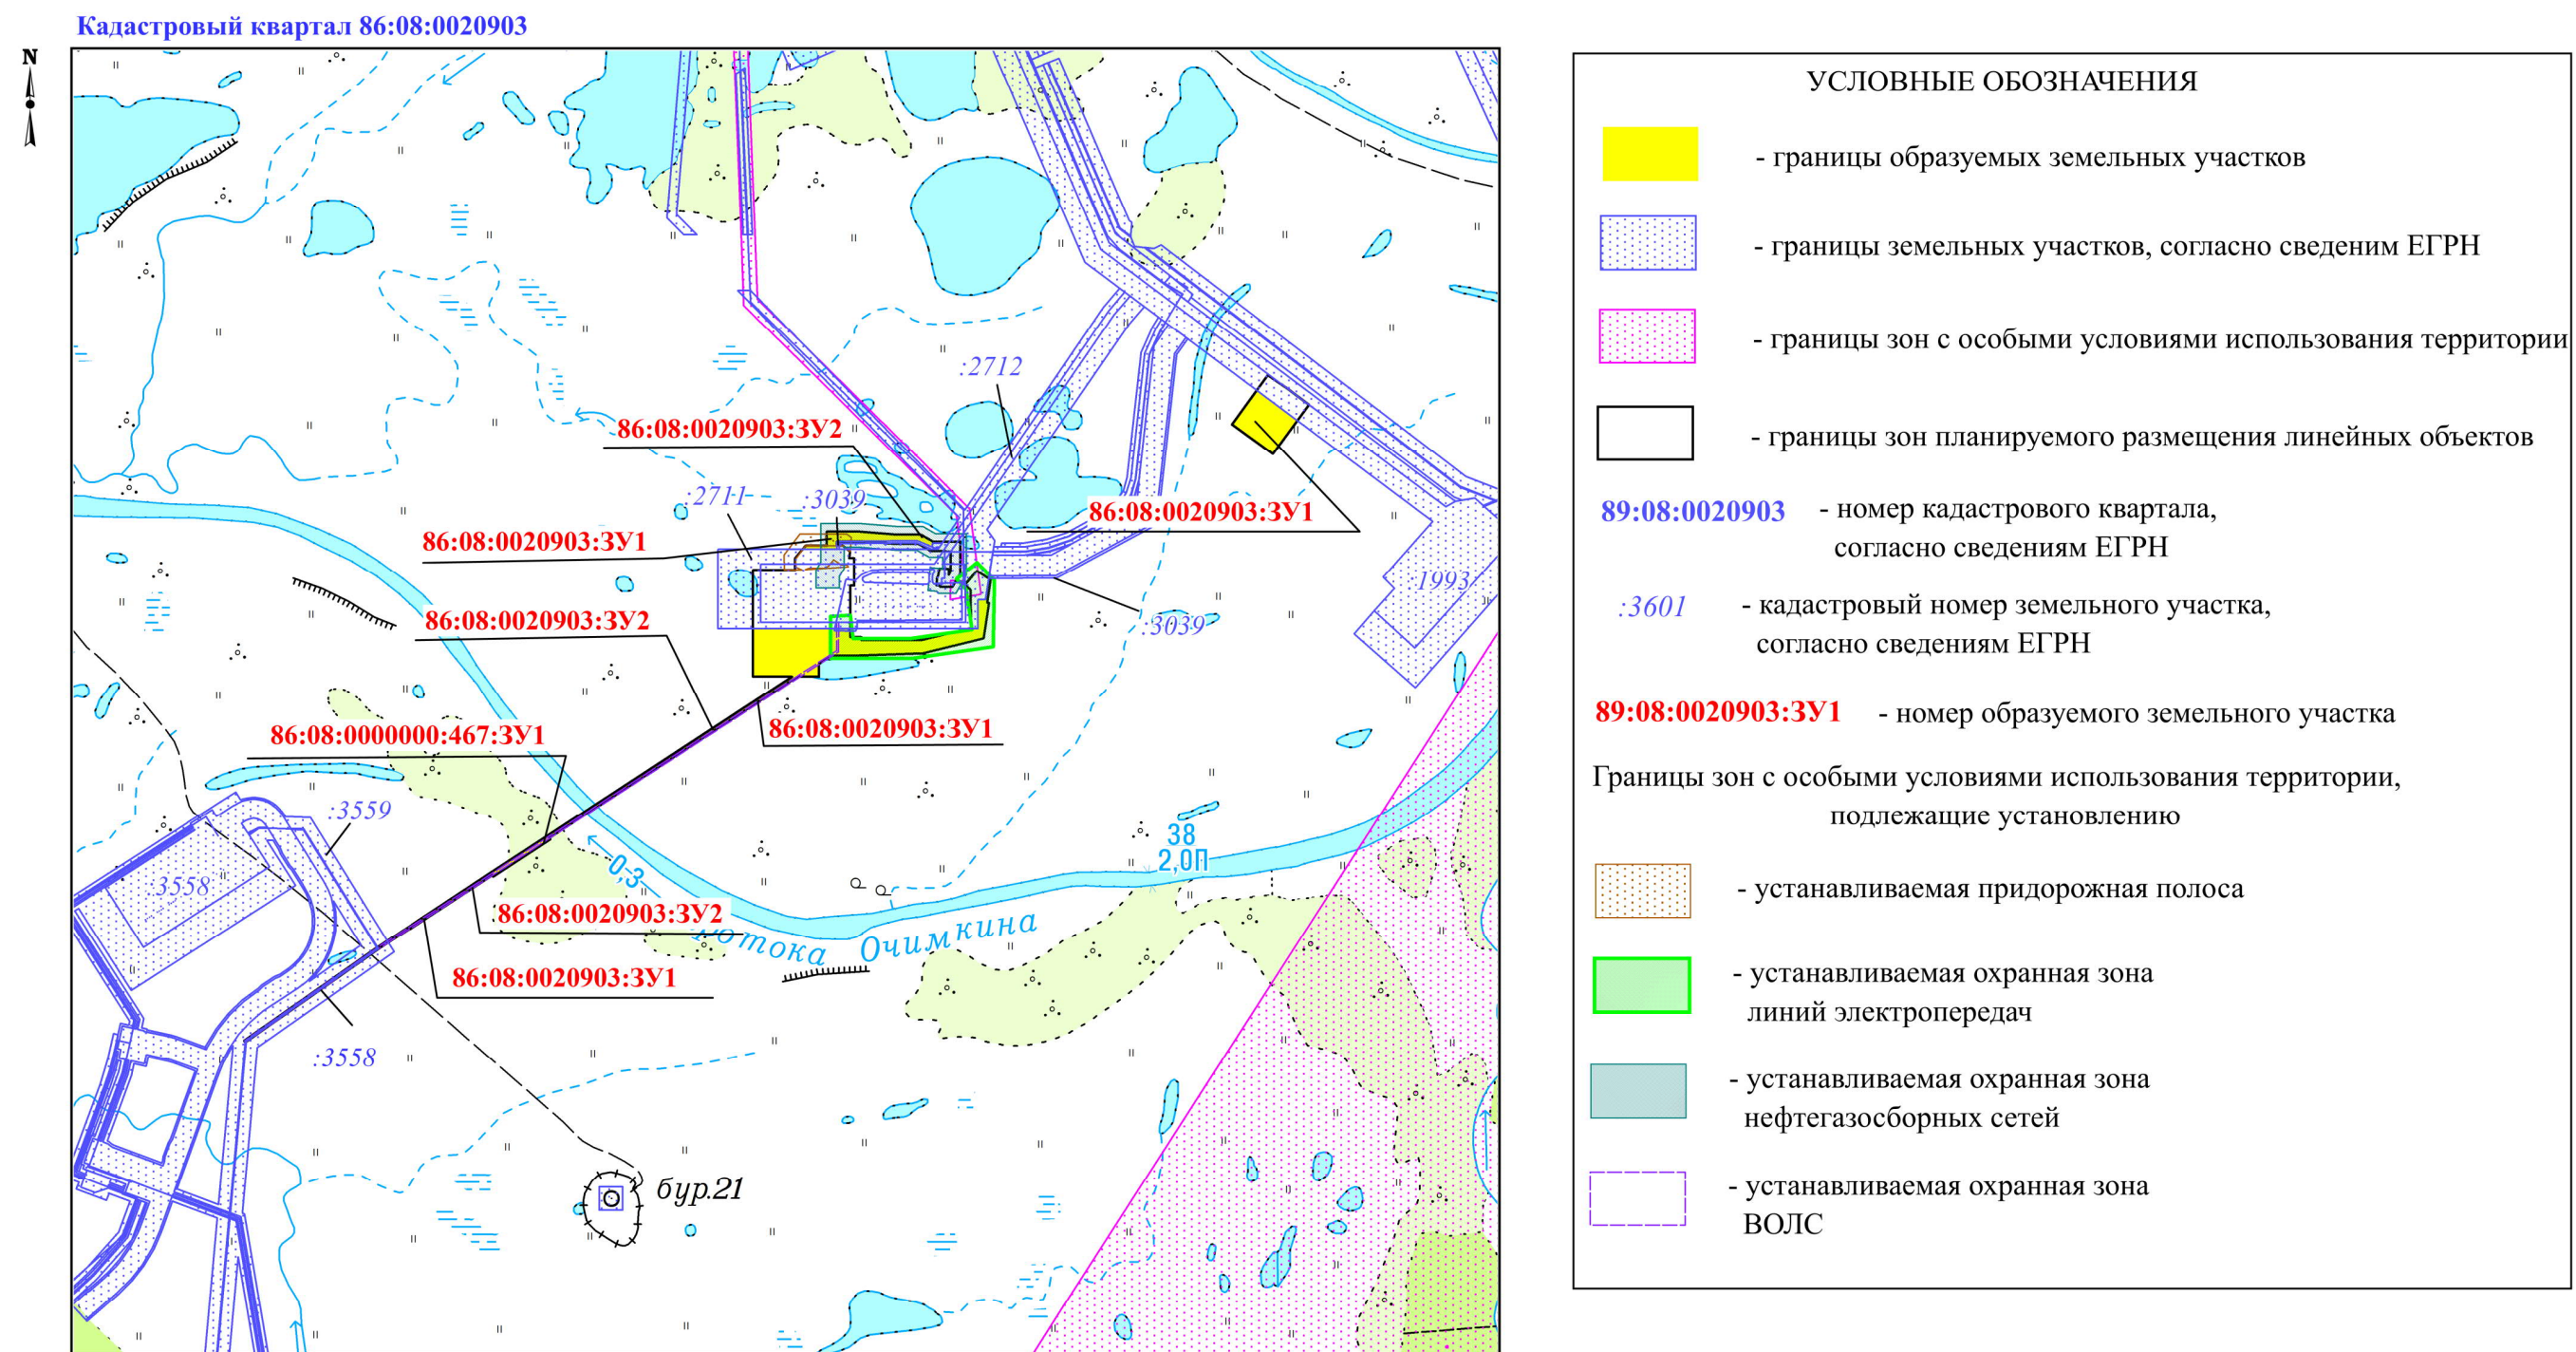 Кадастровый квартал 86:08:0020903
N
:2712
86:08:0020903:ЗУ2
:2711
:3039
86:08:0020903:ЗУ1
86:08:0020903:ЗУ1
1993
86:08:0020903:ЗУ2
:3039
86:08:0020903:ЗУ1
86:08:0000000:467:ЗУ1
:3559
38
2,0П
0,3
:3558
86:08:0020903:ЗУ2
отока Очимкина
86:08:0020903:ЗУ1
:3558
бур.21
УСЛОВНЫЕ ОБОЗНАЧЕНИЯ
- границы образуемых земельных участков
- границы земельных участков, согласно сведеним ЕГРН
- границы зон с особыми условиями использования территории
- границы зон планируемого размещения линейных объектов
89:08:0020903 - номер кадастрового квартала,
согласно сведениям ЕГРН
:3601 - кадастровый номер земельного участка,
согласно сведениям ЕГРН
89:08:0020903:ЗУ1 - номер образуемого земельного участка
Границы зон с особыми условиями использования территории,
подлежащие установлению
- устанавливаемая придорожная полоса
- устанавливаемая охранная зона
линий электропередач
- устанавливаемая охранная зона
нефтегазосборных сетей
- устанавливаемая охранная зона
ВОЛС